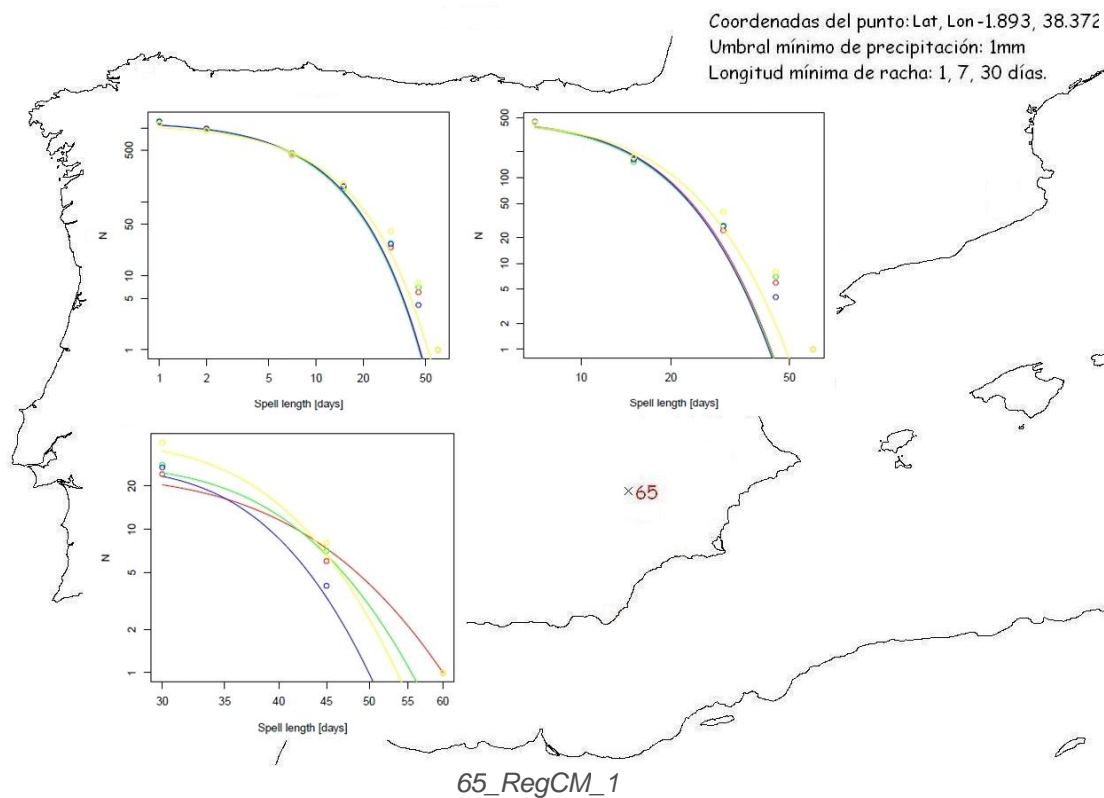 Coordenadas del punto: Lat, Lon -1.893, 38.372
Umbral mínimo de precipitación: 1mm
Longitud mínima de racha: 1, 7, 30 días.
500
50
10
5
1
N
1 2 5 10 20 50
Spell length [days]
500
200
100
50
20
10
5
2
1
N
10 20 50
Spell length [days]
20
10
5
2
1
N
30 35 40 45 50 55 60
Spell length [days]
×65
65_RegCM_1